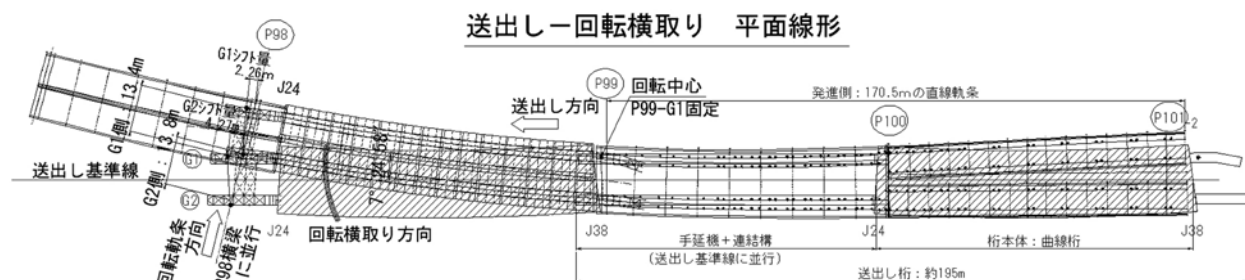 送出しー回転横取り 平面線形
P98
G1シフト量
2.26m
J24
G1側：13.4m
G2シフト量
4.27m
G2側：13.8m
G1
送出し基準線
G2
J24
回転軌条
方向
P98横梁
に並行
7° 24′58″
回転横取り方向
送出し方向
P99
回転中心
P99-G1固定
発進側：170.5mの直線軌条
P100
P101
J38
手延機＋連結構
(送出し基準線に並行)
J24
桁本体：曲線桁
J38
送出し桁：約195m